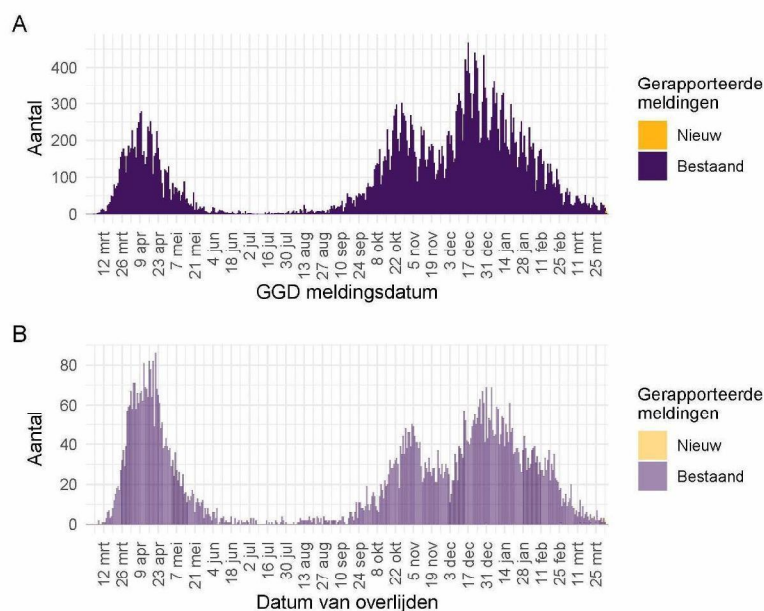 A
Aantal
400
300
200
100
0
12 mrt
26 mrt
9 apr
23 apr
7 mei
21 mei
4 jun
18 jun
2 jul
16 jul
30 jul
13 aug
27 aug
10 sep
24 sep
8 okt
22 okt
5 nov
19 nov
3 dec
17 dec
31 dec
14 jan
28 jan
11 feb
25 feb
11 mrt
25 mrt
GGD meldingsdatum
Gerapporteerde
meldingen
Nieuw
Bestaand
B
Aantal
80
60
40
20
0
12 mrt
26 mrt
9 apr
23 apr
7 mei
21 mei
4 jun
18 jun
2 jul
16 jul
30 jul
13 aug
27 aug
10 sep
24 sep
8 okt
22 okt
5 nov
19 nov
3 dec
17 dec
31 dec
14 jan
28 jan
11 feb
25 feb
11 mrt
25 mrt
Datum van overlijden
Gerapporteerde
meldingen
Nieuw
Bestaand